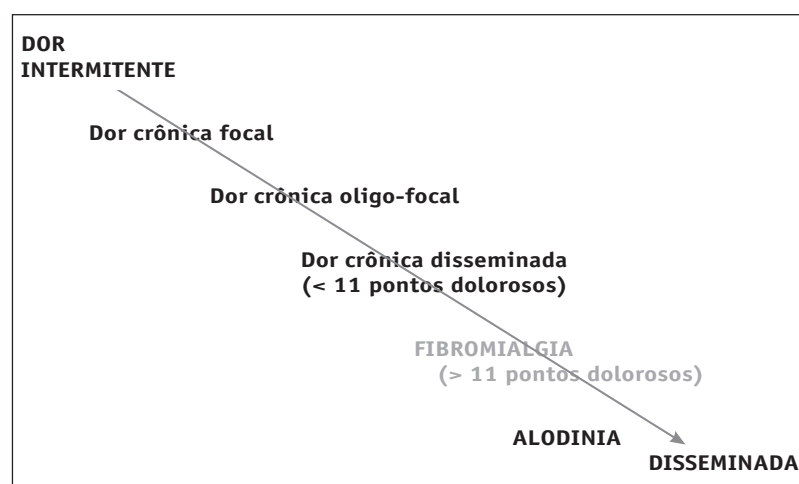 DOR
INTERMITENTE
Dor crônica focal
Dor crônica oligo-focal
Dor crônica disseminada
(< 11 pontos dolorosos)
FIBROMIALGIA
(> 11 pontos dolorosos)
ALODINIA
DISSEMINADA